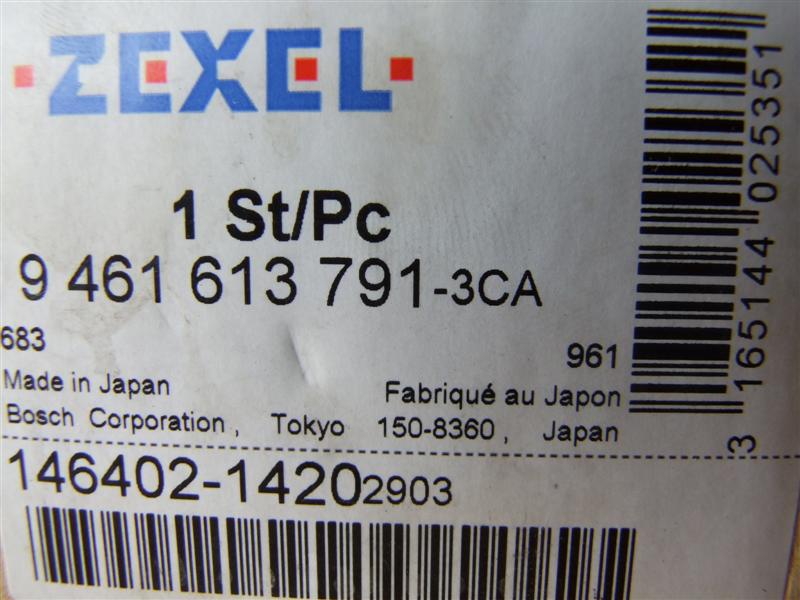 ZEXEL
1 St/Pc
9 461 613 791-3CA
683 961
Made in Japan Fabriqué au Japon
Bosch Corporation, Tokyo 150-8360, Japan
146402-1420 2903
3 165144 025351